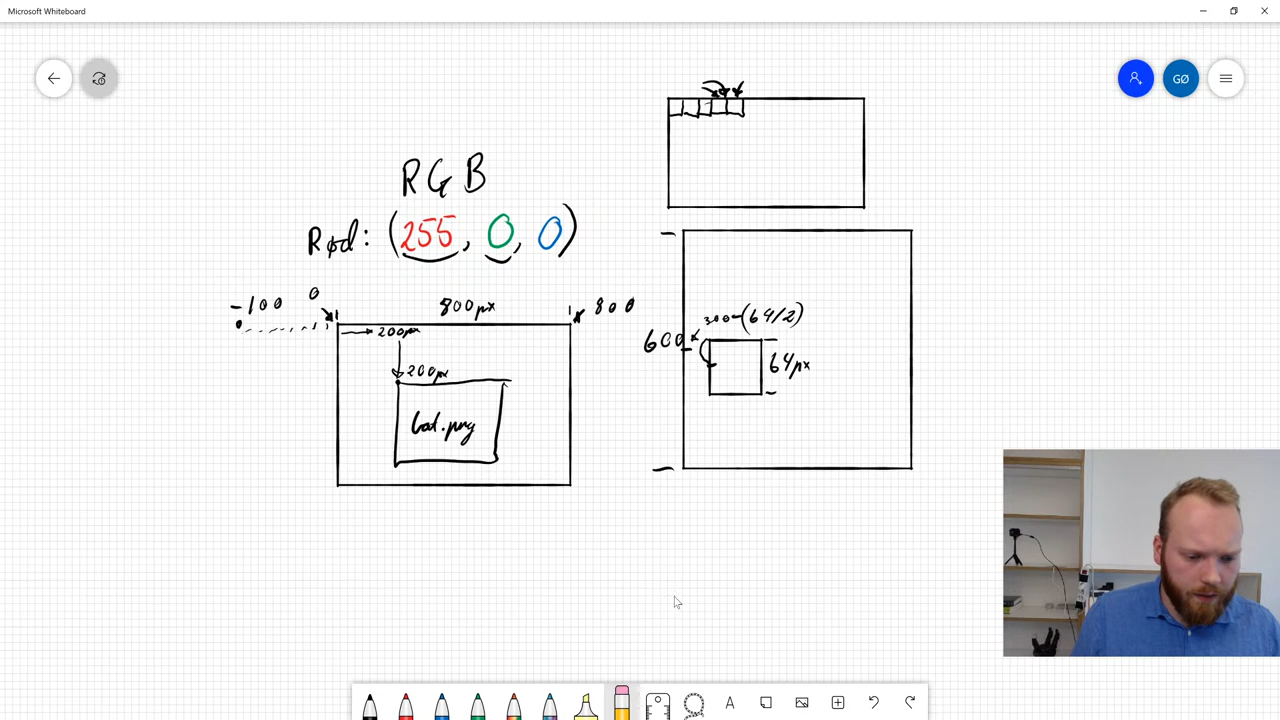 Microsoft Whiteboard
GØ
RGB
Rød: (255, 0, 0)
-100 0 800px 800
200px
200px
bat.png
300-(64/2)
600
64px
A